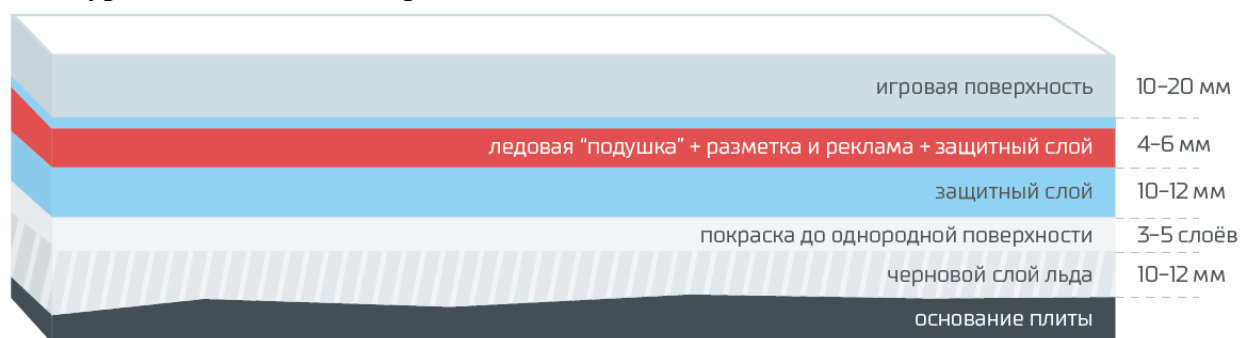 игровая поверхность 10–20 мм
ледовая "подушка" + разметка и реклама + защитный слой 4–6 мм
защитный слой 10–12 мм
покраска до однородной поверхности 3–5 слоёв
черновой слой льда 10–12 мм
основание плиты